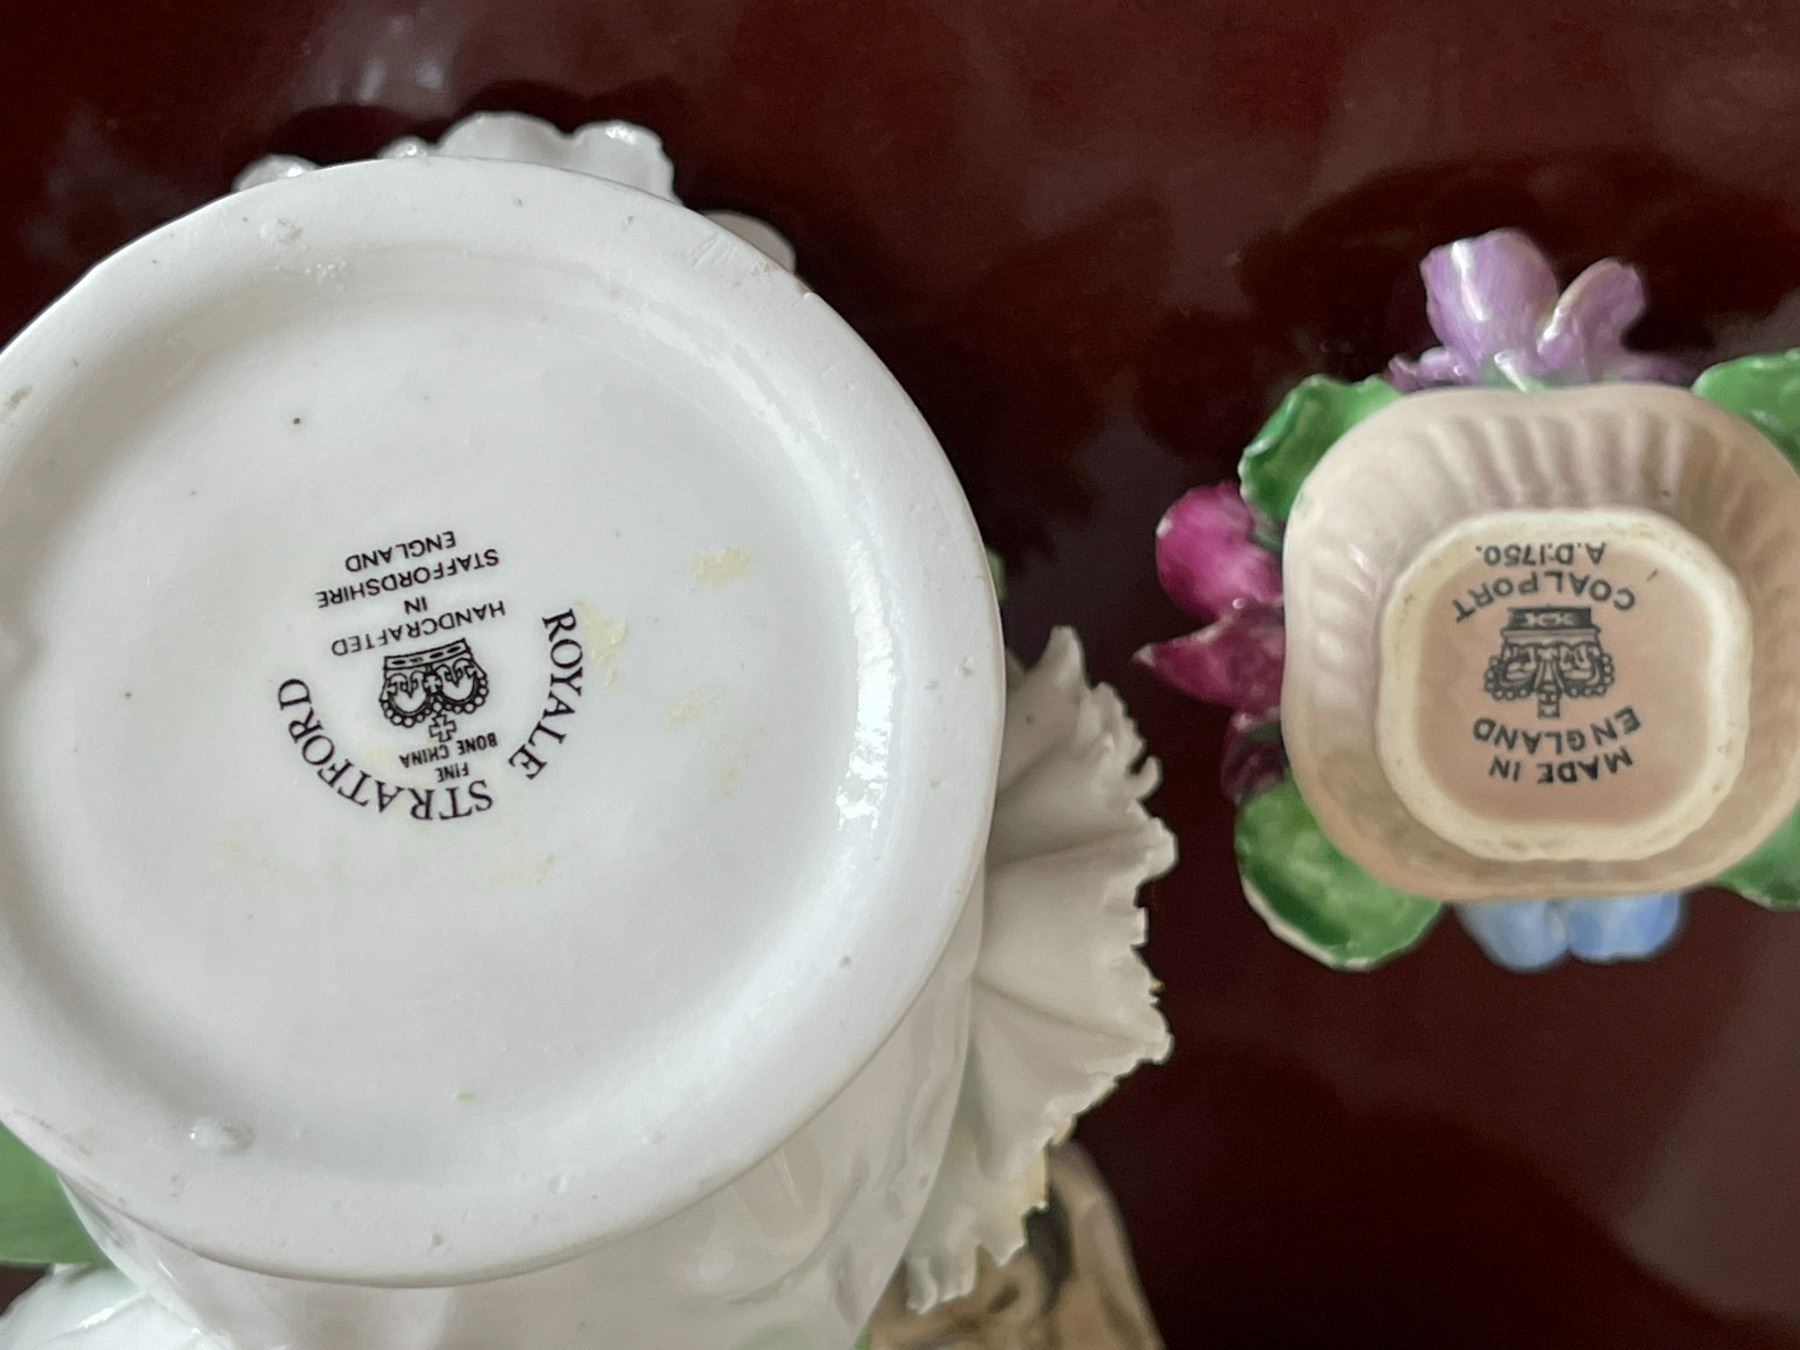 ROYALE
STRATFORD
FINE
BONE CHINA
HANDCRAFTED
IN
STAFFORDSHIRE
ENGLAND
MADE IN
ENGLAND
COALPORT
A.D.1750.